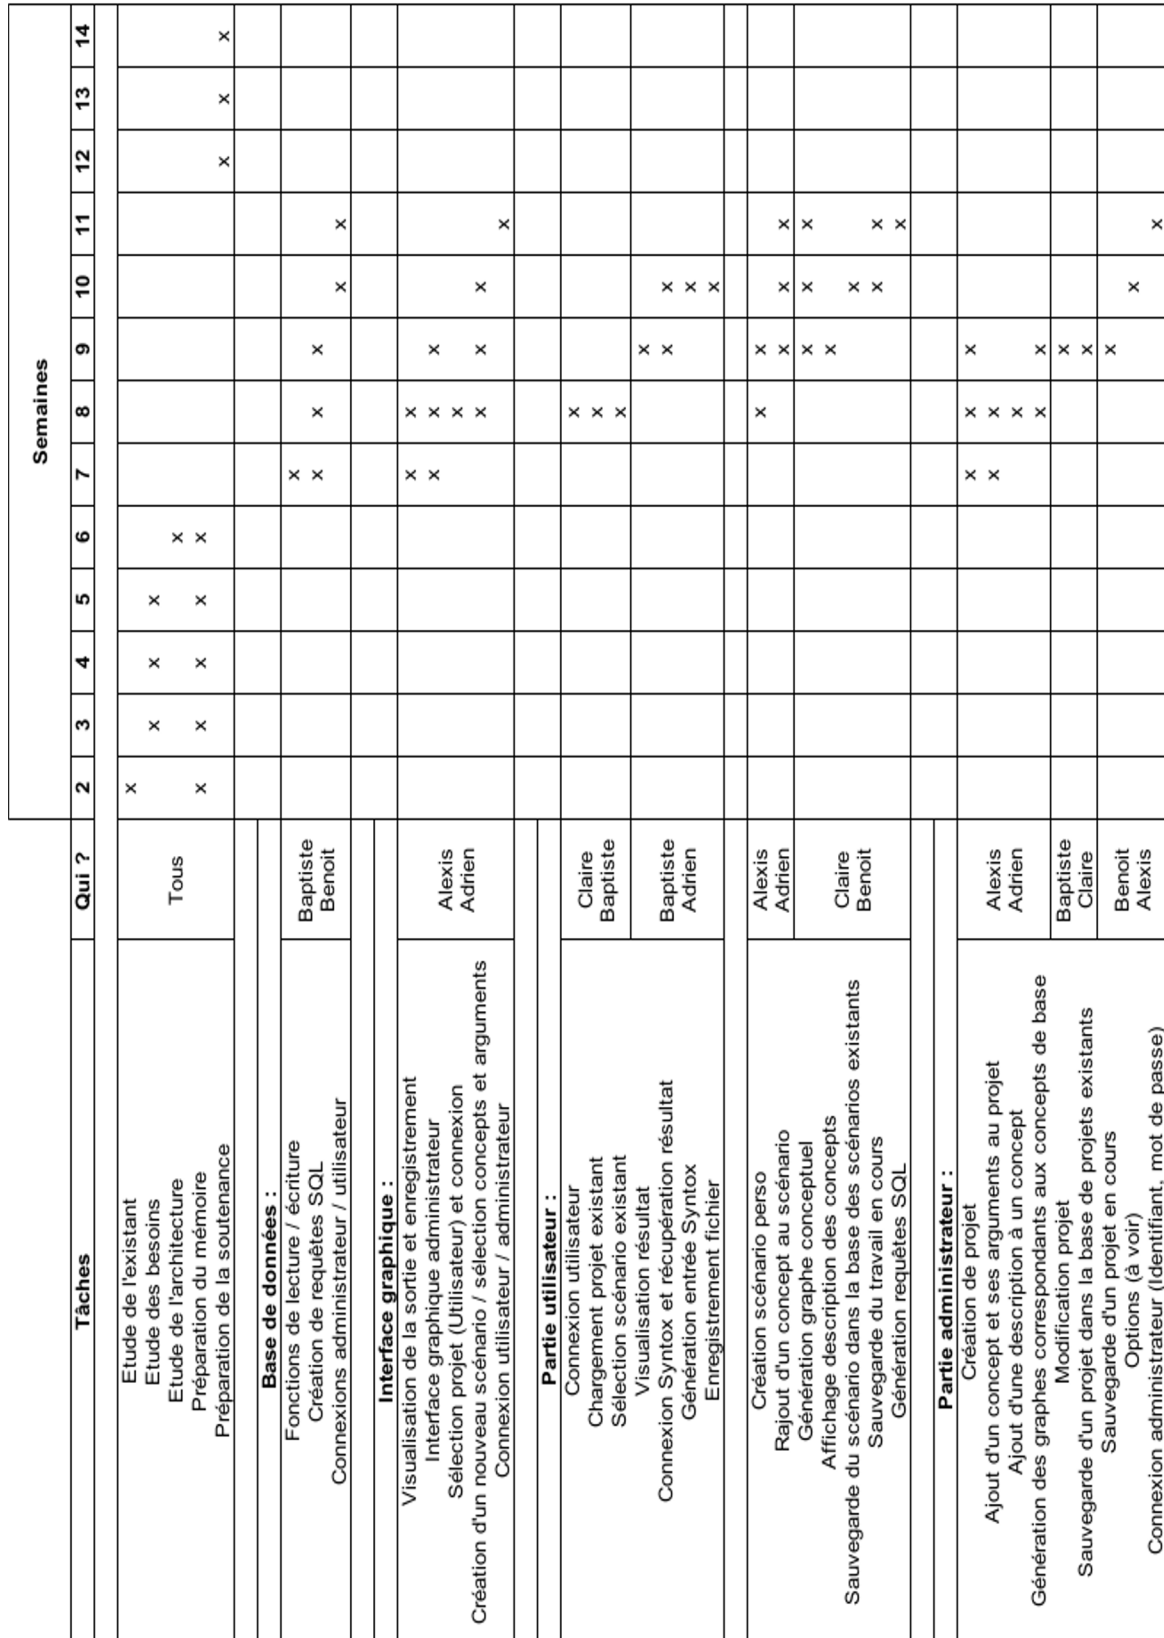 Semaines
Tâches Qui ? 2 3 4 5 6 7 8 9 10 11 12 13 14
Tous
Etude de l'existant x
Etude des besoins x x x
Etude de l'architecture x
Préparation du mémoire x x x x x
Préparation de la soutenance x x x
Base de données :
Baptiste
Benoit
Fonctions de lecture / écriture x
Création de requêtes SQL x x x
Connexions administrateur / utilisateur x x
Interface graphique :
Alexis
Adrien
Visualisation de la sortie et enregistrement x x
Interface graphique administrateur x x x
Sélection projet (Utilisateur) et connexion x
Création d'un nouveau scénario / sélection concepts et arguments x x x
Connexion utilisateur / administrateur x
Partie utilisateur :
Claire
Baptiste
Connexion utilisateur x
Chargement projet existant x
Sélection scénario existant x
Baptiste
Adrien
Visualisation résultat x
Connexion Syntox et récupération résultat x x
Génération entrée Syntox x
Enregistrement fichier x
Alexis
Adrien
Création scénario perso x x
Rajout d'un concept au scénario x x x
Claire
Benoit
Génération graphe conceptuel x x x
Affichage description des concepts x
Sauvegarde du scénario dans la base des scénarios existants x
Sauvegarde du travail en cours x x
Génération requêtes SQL x
Partie administrateur :
Alexis
Adrien
Création de projet x x x
Ajout d'un concept et ses arguments au projet x x
Ajout d'une description à un concept x
Génération des graphes correspondants aux concepts de base x x
Baptiste
Claire
Modification projet x
Sauvegarde d'un projet dans la base de projets existants x
Benoit
Alexis
Sauvegarde d'un projet en cours x
Options (à voir) x
Connexion administrateur (Identifiant, mot de passe) x